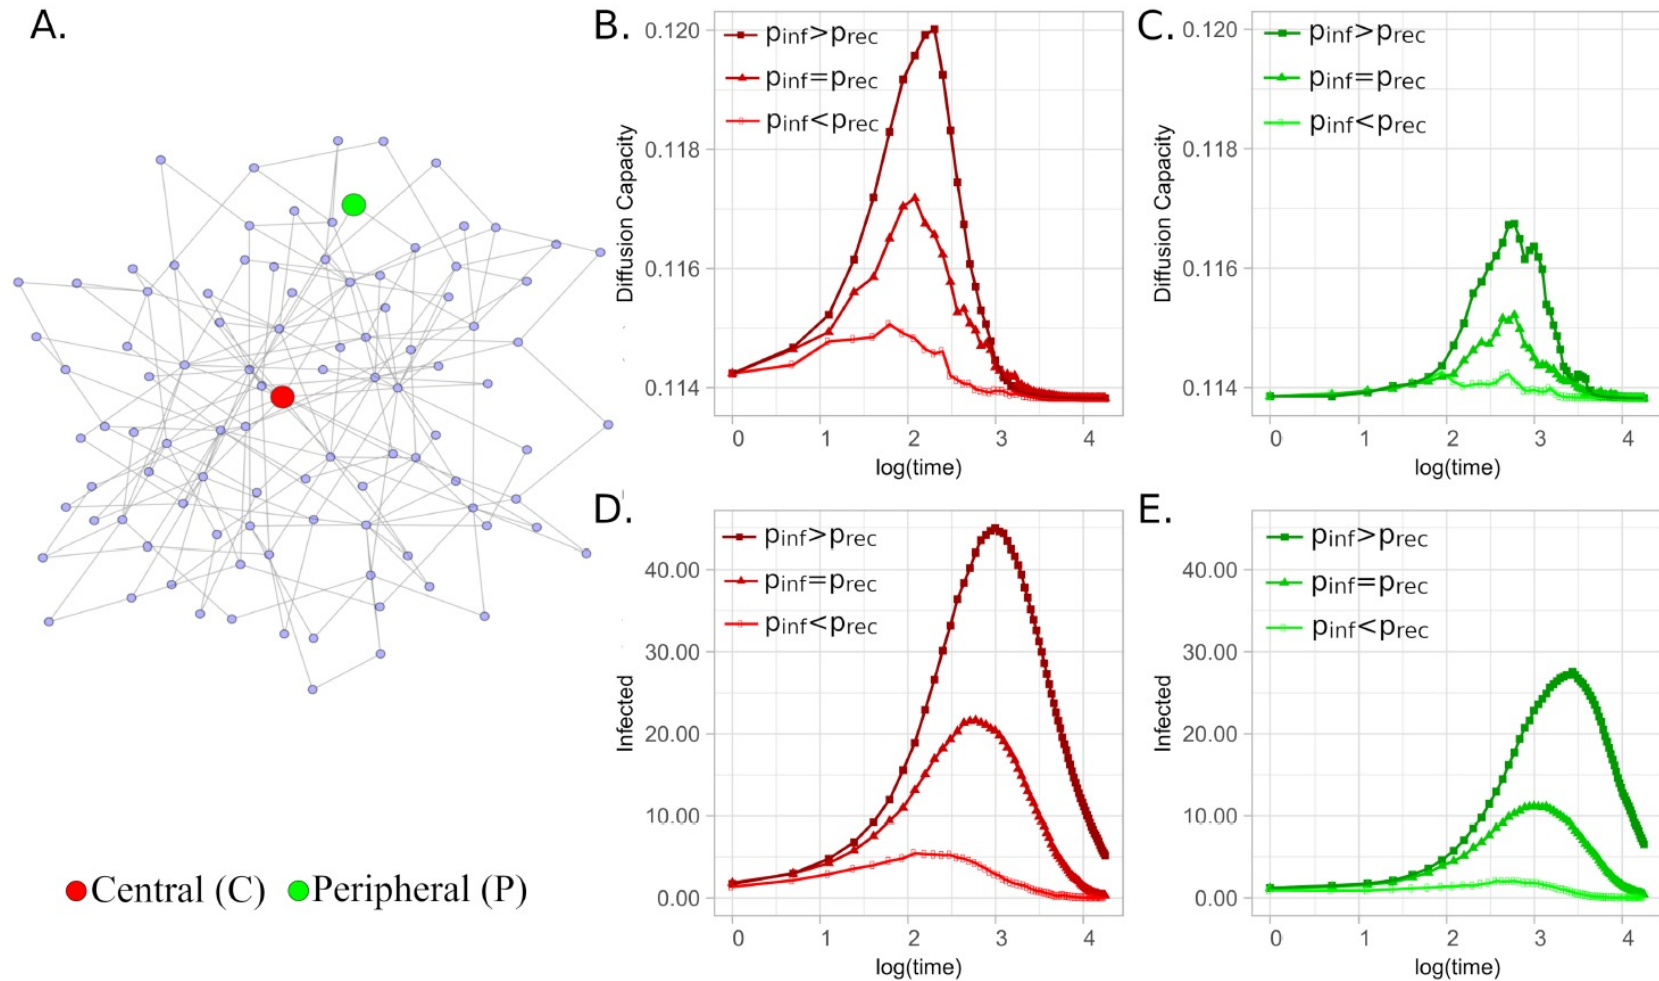 A.
Central (C)
Peripheral (P)
B.
pinf>prec
pinf=prec
pinf<prec
Diffusion Capacity
0.120
0.118
0.116
0.114
0 1 2 3 4
log(time)
C.
pinf>prec
pinf=prec
pinf<prec
Diffusion Capacity
0.120
0.118
0.116
0.114
0 1 2 3 4
log(time)
D.
pinf>prec
pinf=prec
pinf<prec
Infected
40.00
30.00
20.00
10.00
0.00
0 1 2 3 4
log(time)
E.
pinf>prec
pinf=prec
pinf<prec
Infected
40.00
30.00
20.00
10.00
0.00
0 1 2 3 4
log(time)